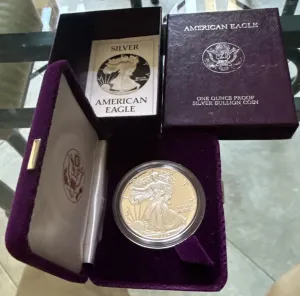 SILVER
AMERICAN
EAGLE
AMERICAN EAGLE
ONE OUNCE PROOF
SILVER BULLION COIN